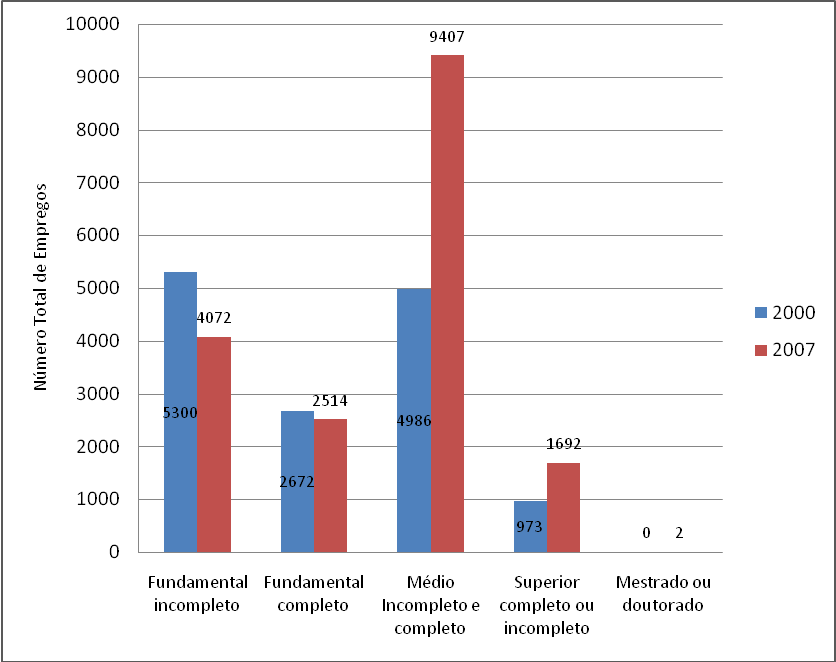 Número Total de Empregos
10000
9000
8000
7000
6000
5000
4000
3000
2000
1000
0
5300
4072
2672
2514
4986
9407
973
1692
0
2
Fundamental
incompleto
Fundamental
completo
Médio
Incompleto e
completo
Superior
completo ou
incompleto
Mestrado ou
doutorado
2000
2007